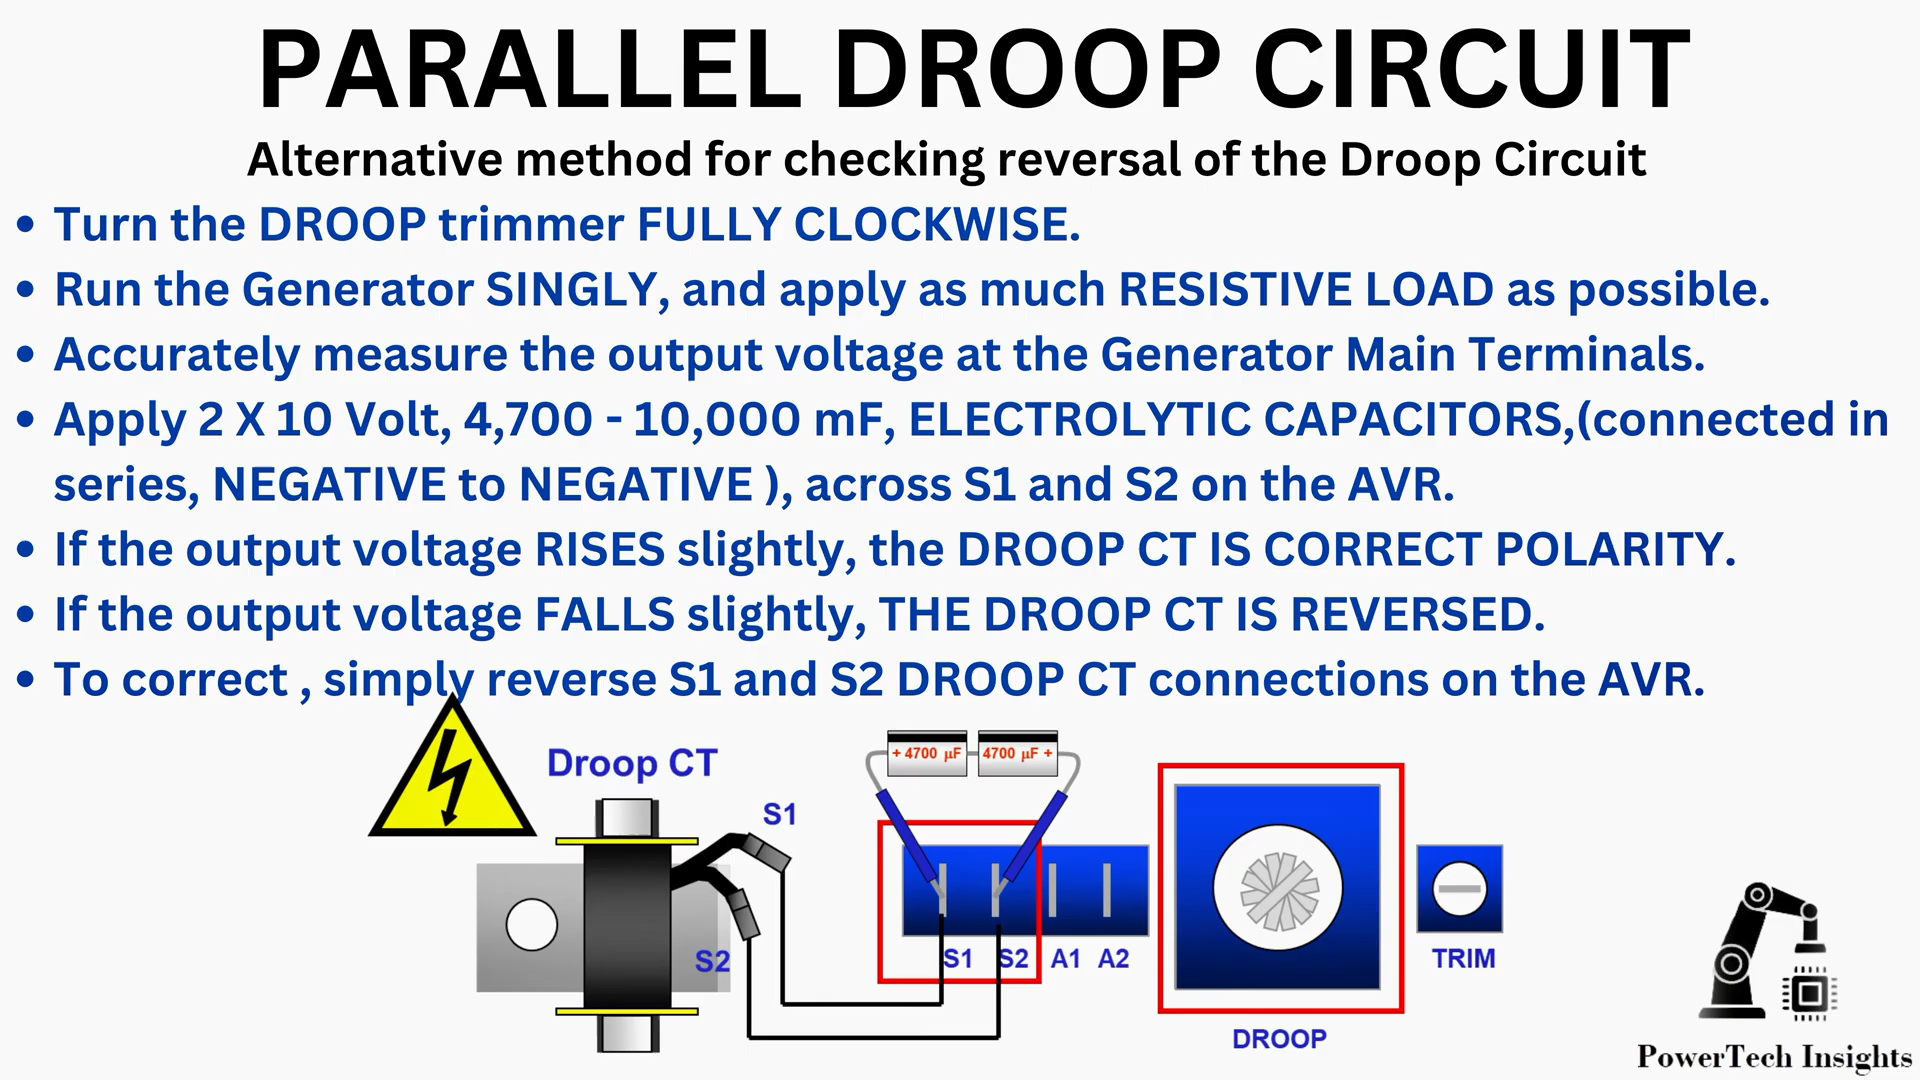 PARALLEL DROOP CIRCUIT
Alternative method for checking reversal of the Droop Circuit
• Turn the DROOP trimmer FULLY CLOCKWISE.
• Run the Generator SINGLY, and apply as much RESISTIVE LOAD as possible.
• Accurately measure the output voltage at the Generator Main Terminals.
• Apply 2 X 10 Volt, 4,700 - 10,000 mF, ELECTROLYTIC CAPACITORS,(connected in
series, NEGATIVE to NEGATIVE ), across S1 and S2 on the AVR.
• If the output voltage RISES slightly, the DROOP CT IS CORRECT POLARITY.
• If the output voltage FALLS slightly, THE DROOP CT IS REVERSED.
• To correct , simply reverse S1 and S2 DROOP CT connections on the AVR.
Droop CT
+ 4700 µF
4700 µF +
S1
S2
S1 S2 A1 A2
TRIM
DROOP
PowerTech Insights